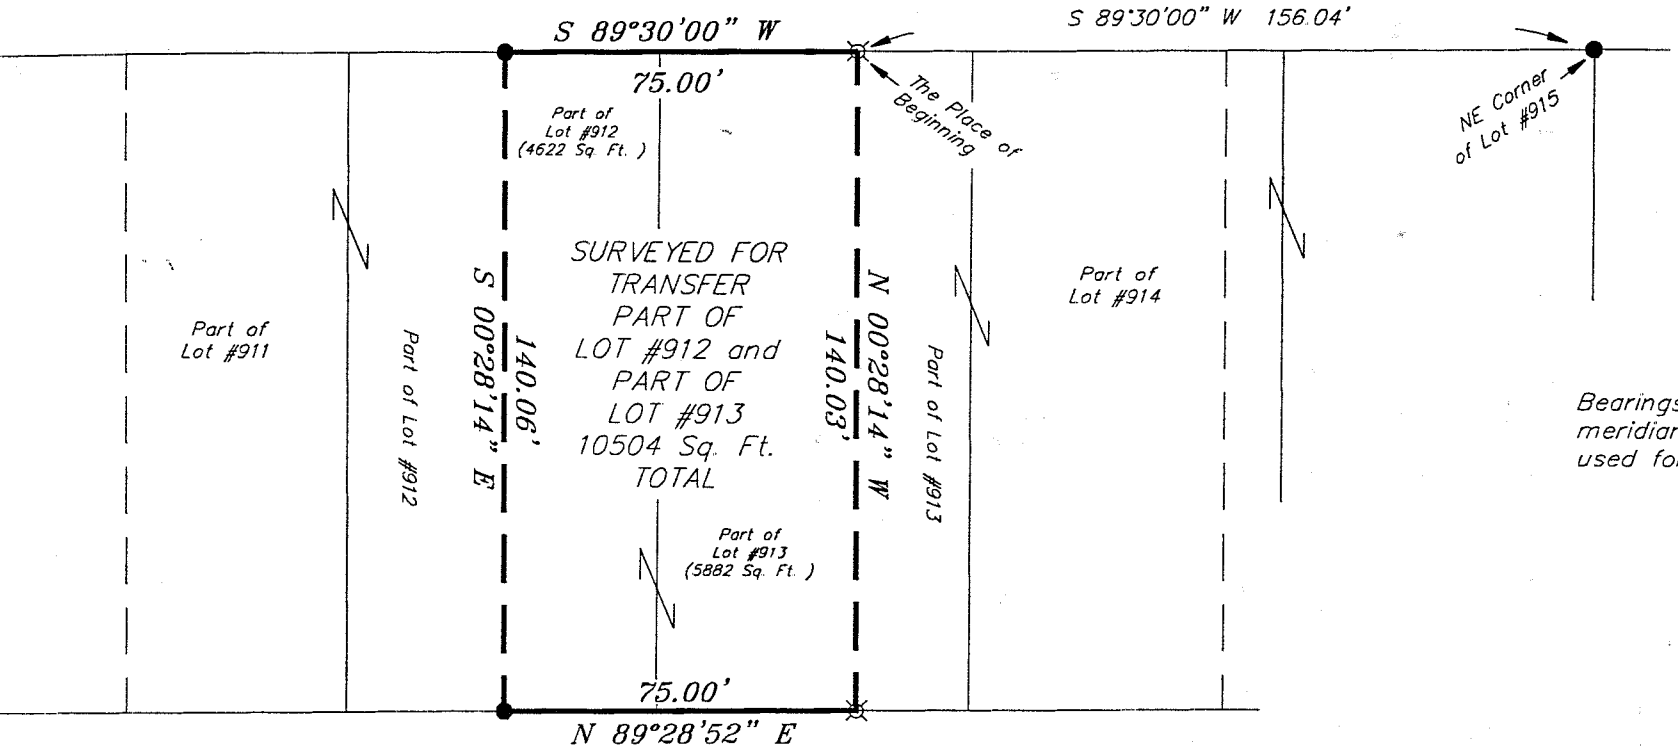 S 89°30'00" W
S 89°30'00" W 156.04'
75.00'
The Place of
Beginning
NE Corner
of Lot #915
Part of
Lot #912
(4622 Sq. Ft. )
SURVEYED FOR
TRANSFER
PART OF
LOT #912 and
PART OF
LOT #913
10504 Sq. Ft.
TOTAL
Part of
Lot #911
Part of Lot #912
S 00°28'14" E
140.06'
140.03'
N 00°28'14" W
Part of Lot #913
Part of
Lot #914
Bearings
meridian
used fo
Part of
Lot #913
(5882 Sq. Ft. )
75.00'
N 89°28'52" E